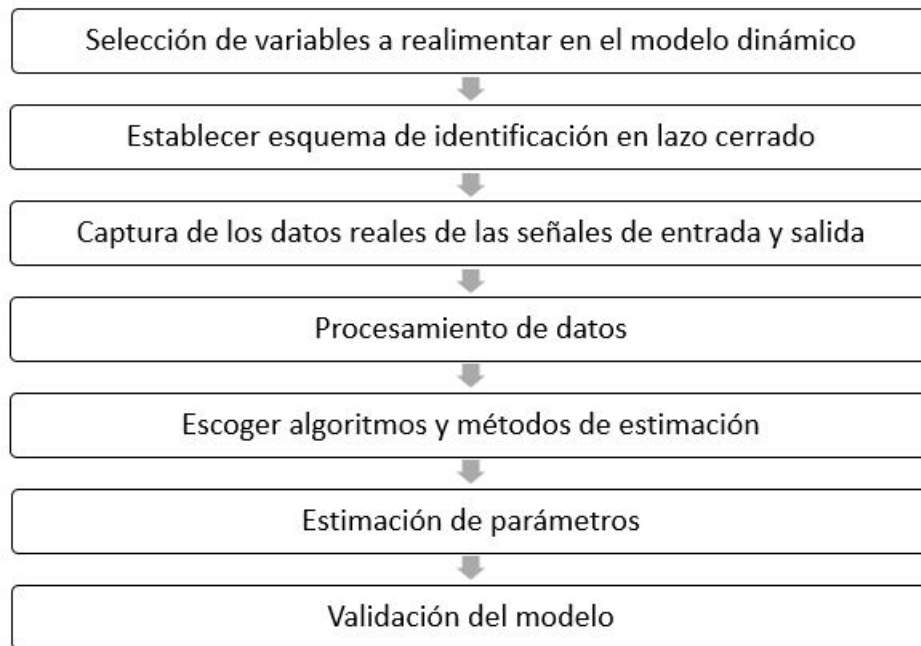 Selección de variables a realimentar en el modelo dinámico
Establecer esquema de identificación en lazo cerrado
Captura de los datos reales de las señales de entrada y salida
Procesamiento de datos
Escoger algoritmos y métodos de estimación
Estimación de parámetros
Validación del modelo